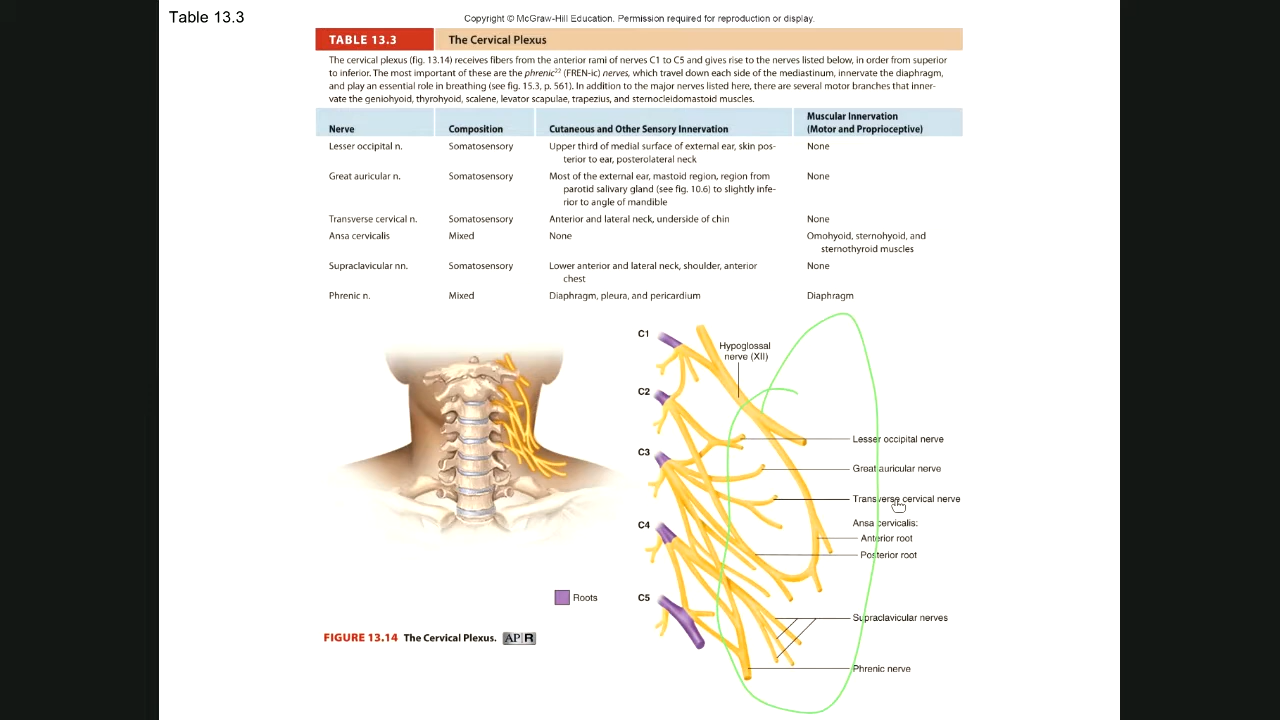 Table 13.3
Copyright © McGraw-Hill Education. Permission required for reproduction or display.
TABLE 13.3 The Cervical Plexus
The cervical plexus (fig. 13.14) receives fibers from the anterior rami of nerves C1 to C5 and gives rise to the nerves listed below, in order from superior
to inferior. The most important of these are the phrenic²² (FREN-ic) nerves, which travel down each side of the mediastinum, innervate the diaphragm,
and play an essential role in breathing (see fig. 15.3, p. 561). In addition to the major nerves listed here, there are several motor branches that inner-
vate the geniohyoid, thyrohyoid, scalene, levator scapulae, trapezius, and sternocleidomastoid muscles.
Muscular Innervation
Nerve Composition Cutaneous and Other Sensory Innervation (Motor and Proprioceptive)
Lesser occipital n. Somatosensory Upper third of medial surface of external ear, skin pos- None
terior to ear, posterolateral neck
Great auricular n. Somatosensory Most of the external ear, mastoid region, region from None
parotid salivary gland (see fig. 10.6) to slightly infe-
rior to angle of mandible
Transverse cervical n. Somatosensory Anterior and lateral neck, underside of chin None
Ansa cervicalis Mixed None Omohyoid, sternohyoid, and
sternothyroid muscles
Supraclavicular nn. Somatosensory Lower anterior and lateral neck, shoulder, anterior None
chest
Phrenic n. Mixed Diaphragm, pleura, and pericardium Diaphragm
C1
Hypoglossal
nerve (XII)
C2
Lesser occipital nerve
C3
Great auricular nerve
Transverse cervical nerve
C4
Ansa cervicalis:
Anterior root
Posterior root
Roots
C5
Supraclavicular nerves
FIGURE 13.14 The Cervical Plexus. AP R
Phrenic nerve